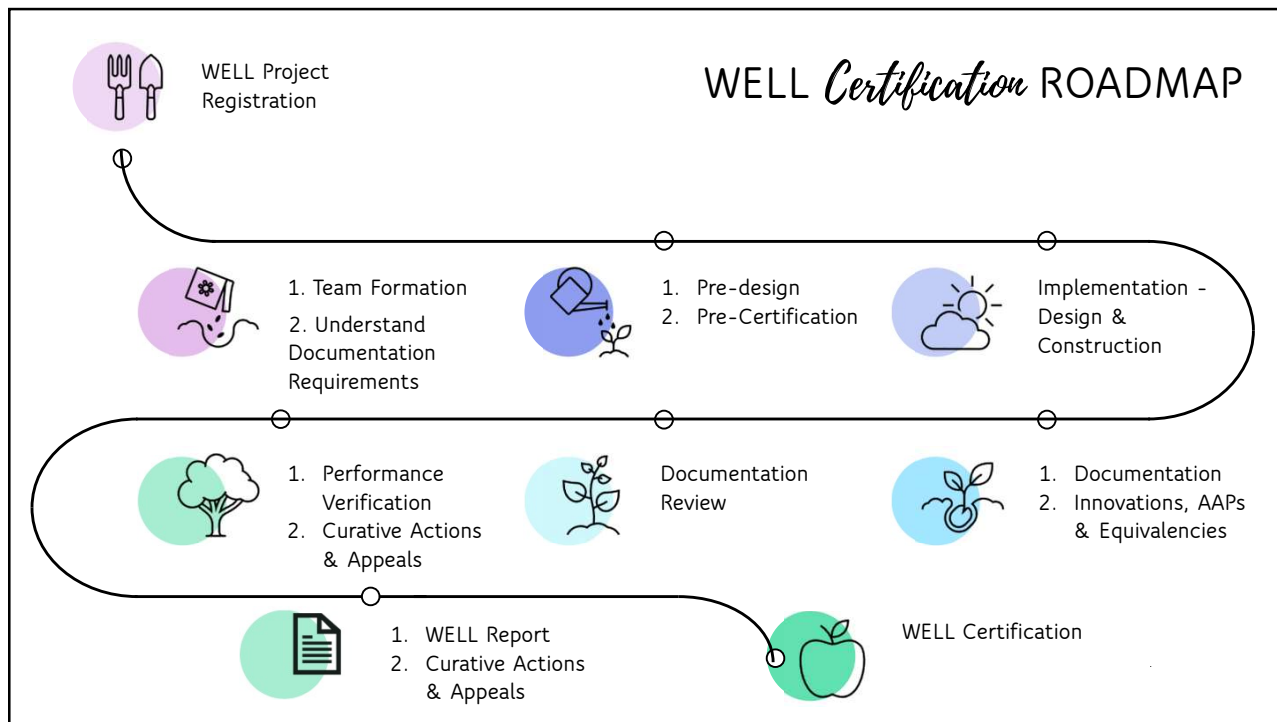 WELL Project
Registration
WELL Certification ROADMAP
1. Team Formation
2. Understand
Documentation
Requirements
1. Pre-design
2. Pre-Certification
Implementation -
Design &
Construction
1. Performance
Verification
2. Curative Actions
& Appeals
Documentation
Review
1. Documentation
2. Innovations, AAPs
& Equivalencies
1. WELL Report
2. Curative Actions
& Appeals
WELL Certification